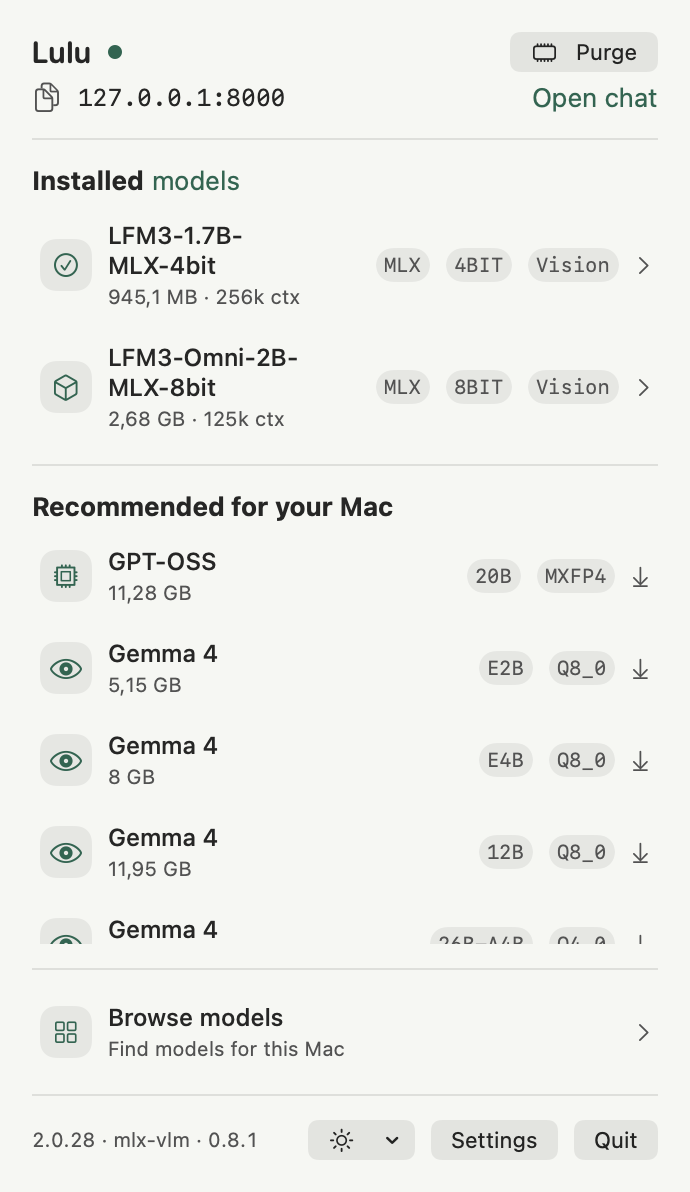 Lulu
Purge
127.0.0.1:8000
Open chat
Installed models
LFM3-1.7B-
MLX-4bit
945,1 MB · 256k ctx
MLX 4BIT Vision
LFM3-Omni-2B-
MLX-8bit
2,68 GB · 125k ctx
MLX 8BIT Vision
Recommended for your Mac
GPT-OSS
11,28 GB
20B MXFP4
Gemma 4
5,15 GB
E2B Q8_0
Gemma 4
8 GB
E4B Q8_0
Gemma 4
11,95 GB
12B Q8_0
Gemma 4
26B-A4B Q4_0
Browse models
Find models for this Mac
2.0.28 · mlx-vlm · 0.8.1
Settings
Quit